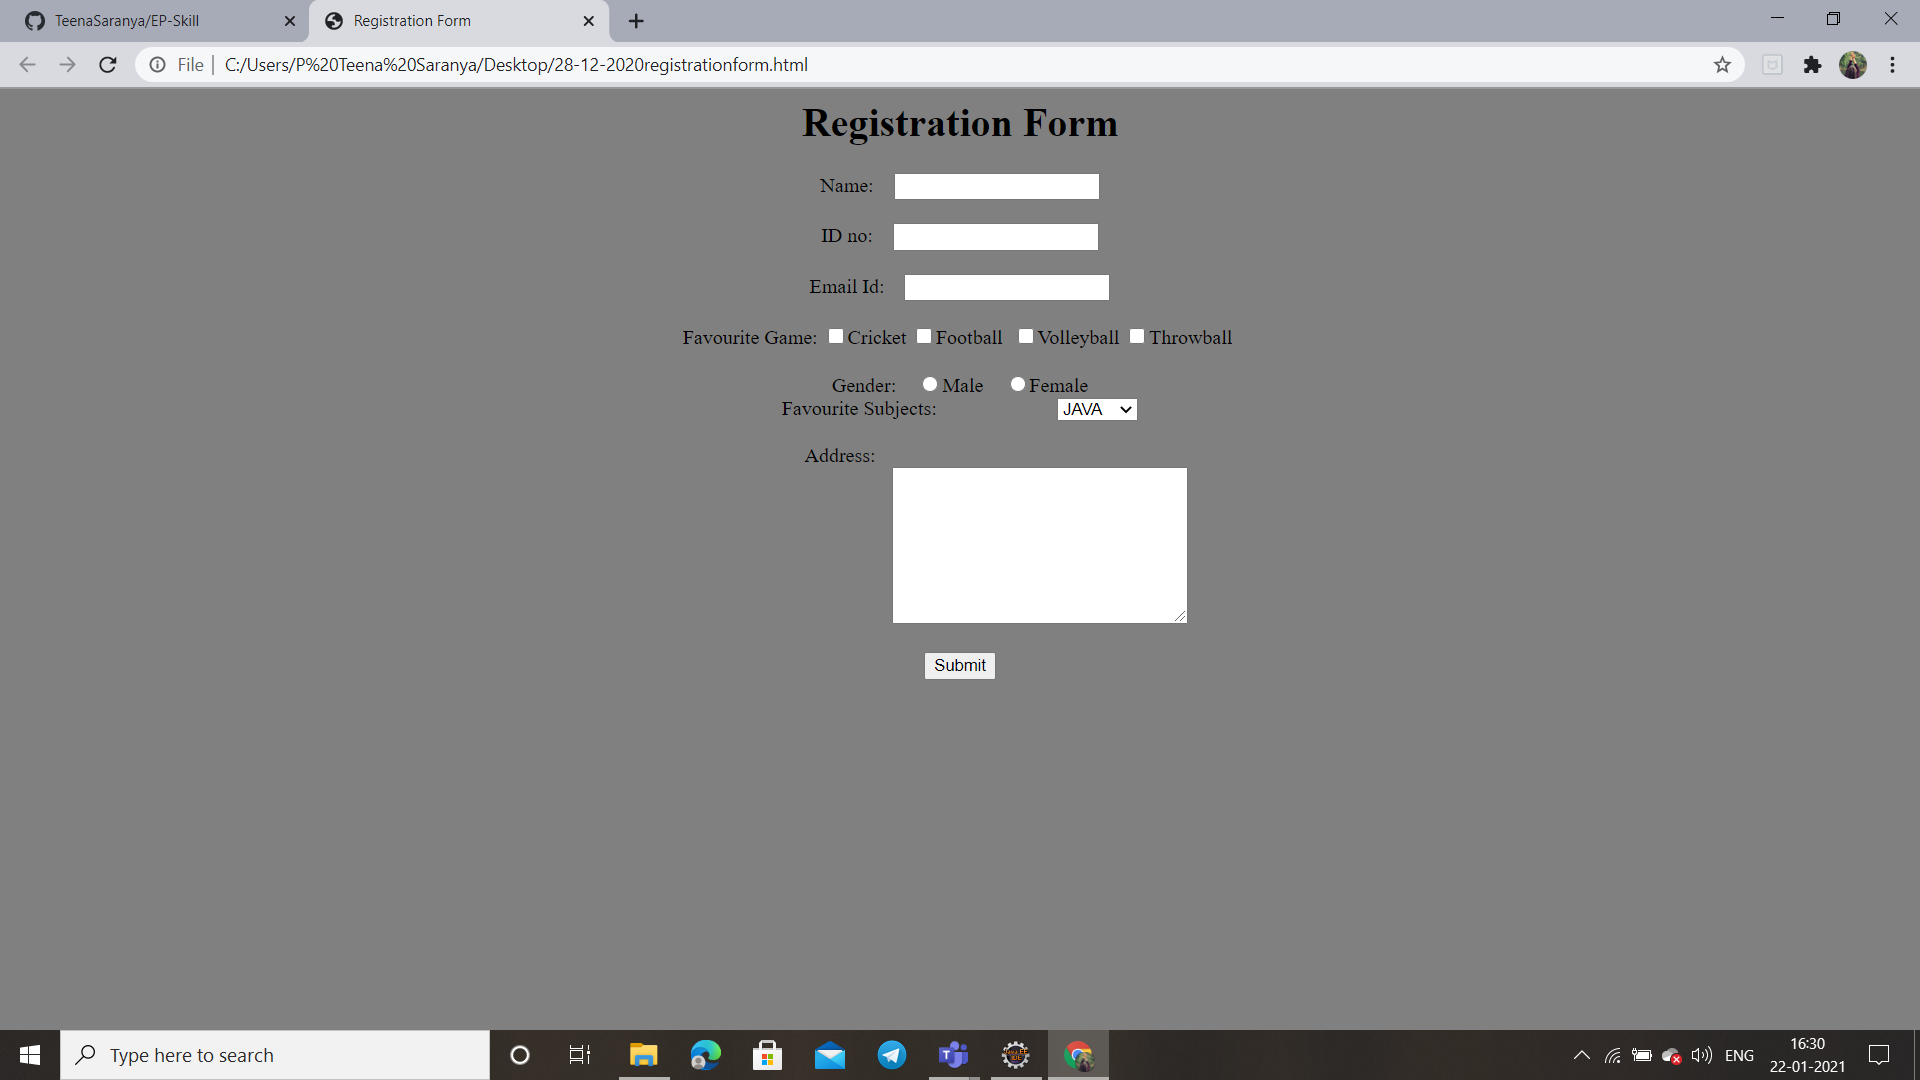 TeenaSaranya/EP-Skill
Registration Form
File | C:/Users/P%20Teena%20Saranya/Desktop/28-12-2020registrationform.html
Registration Form
Name:
ID no:
Email Id:
Favourite Game: Cricket Football Volleyball Throwball
Gender: Male Female
Favourite Subjects: JAVA
Address:
Submit
Type here to search
ENG
16:30
22-01-2021